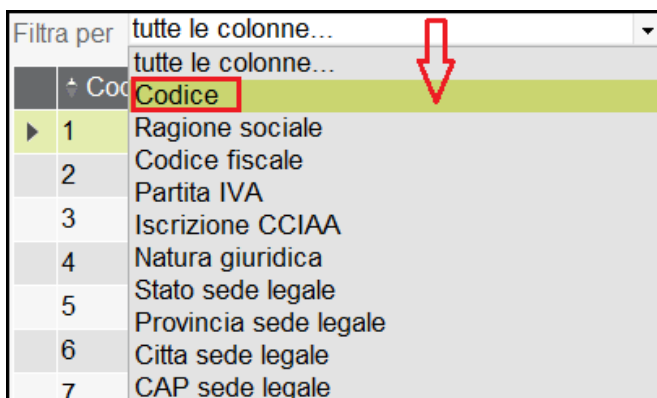 Filtra per tutte le colonne...
tutte le colonne...
Codice
1 Ragione sociale
Codice fiscale
2 Partita IVA
3 Iscrizione CCIAA
4 Natura giuridica
Stato sede legale
5 Provincia sede legale
6 Citta sede legale
7 CAP sede legale